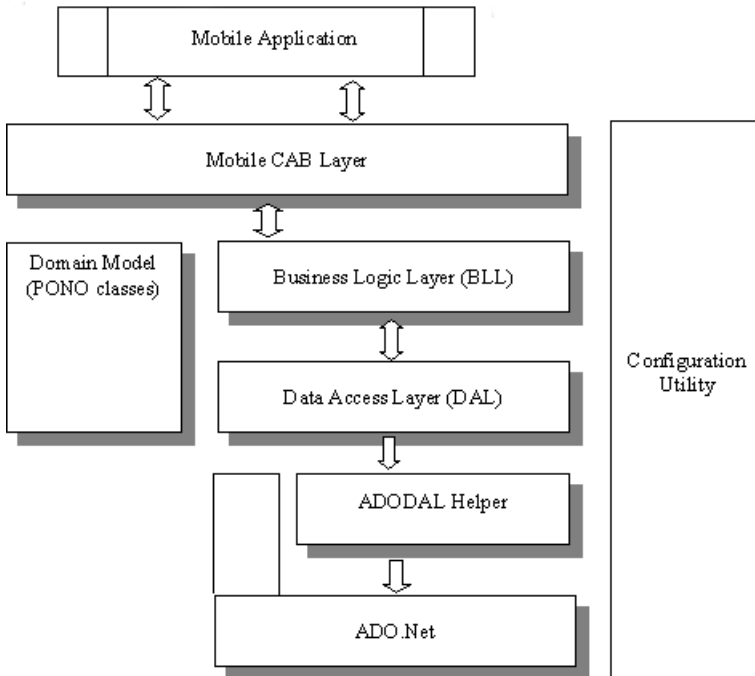 Mobile Application
Mobile CAB Layer
Domain Model
(PONO classes)
Business Logic Layer (BLL)
Configuration
Utility
Data Access Layer (DAL)
ADODAL Helper
ADO.Net